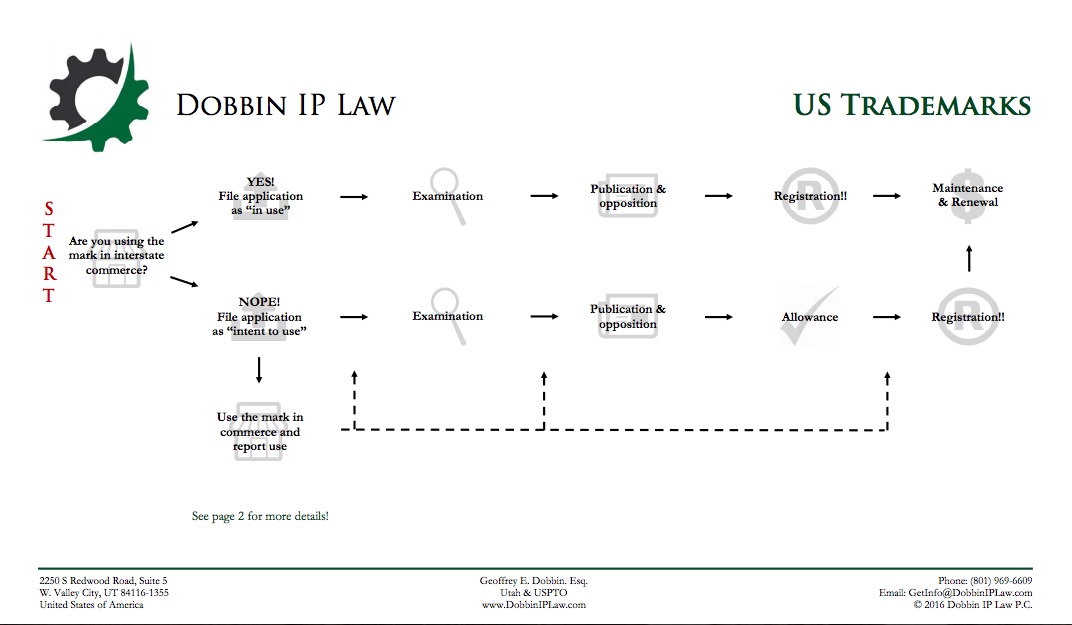 DOBBIN IP LAW
US TRADEMARKS
START
Are you using the
mark in interstate
commerce?
YES!
File application
as “in use”
Examination
Publication &
opposition
Registration!!
Maintenance
& Renewal
NOPE!
File application
as “intent to use”
Examination
Publication &
opposition
Allowance
Registration!!
Use the mark in
commerce and
report use
See page 2 for more details!
2250 S Redwood Road, Suite 5
W. Valley City, UT 84116-1355
United States of America
Geoffrey E. Dobbin. Esq.
Utah & USPTO
www.DobbinIPLaw.com
Phone: (801) 969-6609
Email: GetInfo@DobbinIPLaw.com
© 2016 Dobbin IP Law P.C.